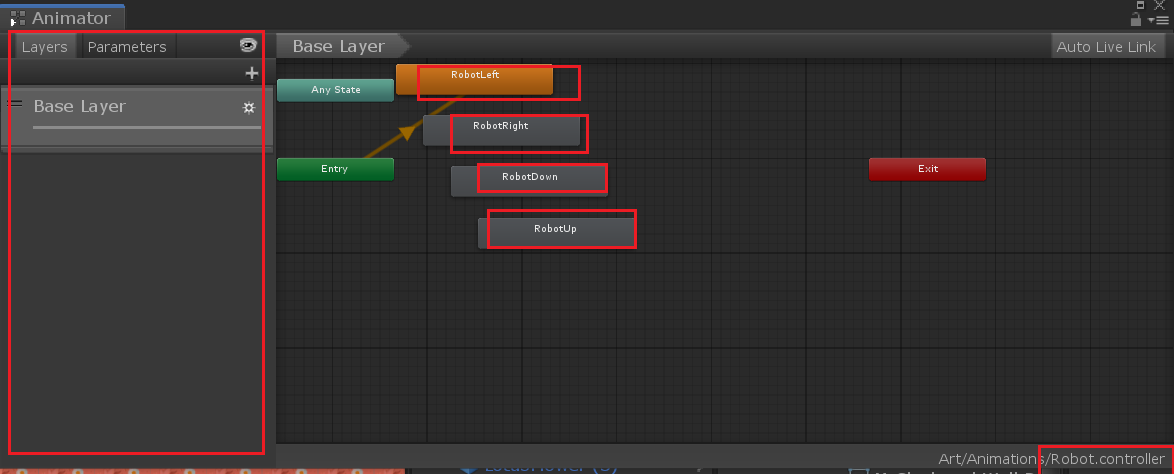 Animator
Layers
Parameters
Base Layer
Auto Live Link
Base Layer
Any State
RobotLeft
RobotRight
Entry
RobotDown
Exit
RobotUp
Art/Animations/Robot.controller